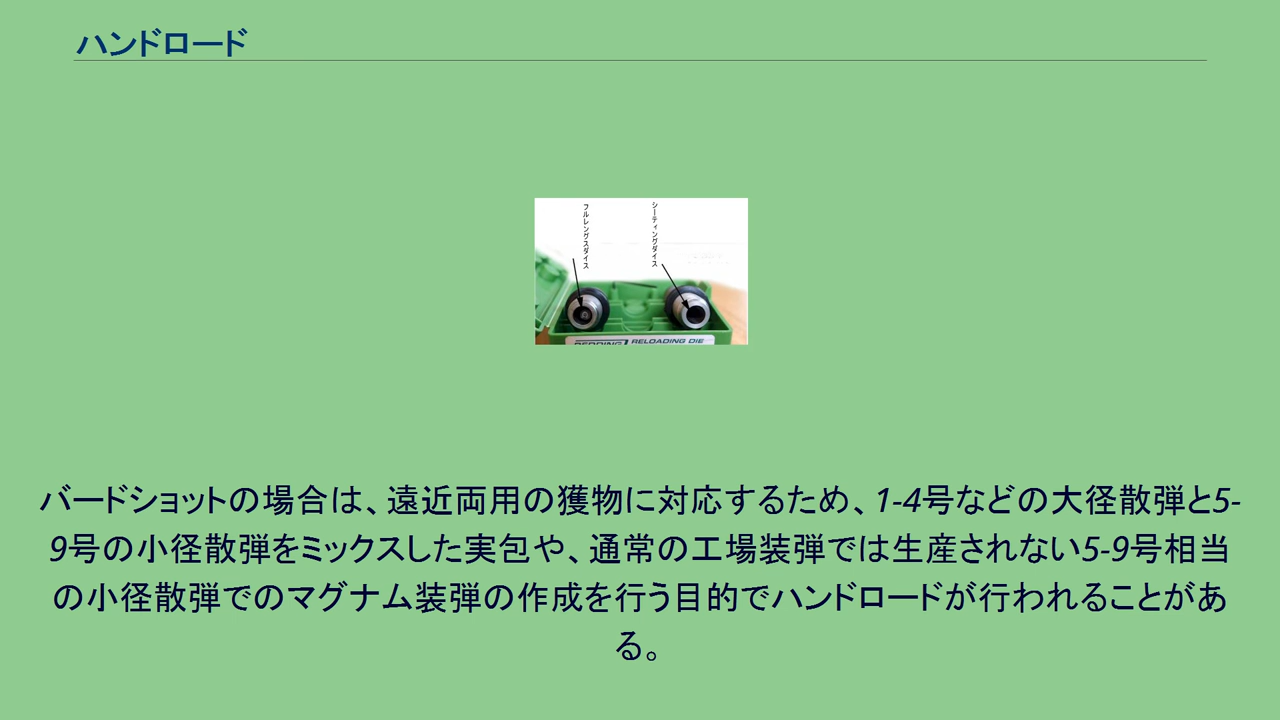 ハンドロード
フルレングスダイス
シーティングダイス
REDDING RELOADING DIE
バードショットの場合は、遠近両用の獲物に対応するため、1-4号などの大径散弾と5-
9号の小径散弾をミックスした実包や、通常の工場装弾では生産されない5-9号相当
の小径散弾でのマグナム装弾の作成を行う目的でハンドロードが行われることがあ
る。